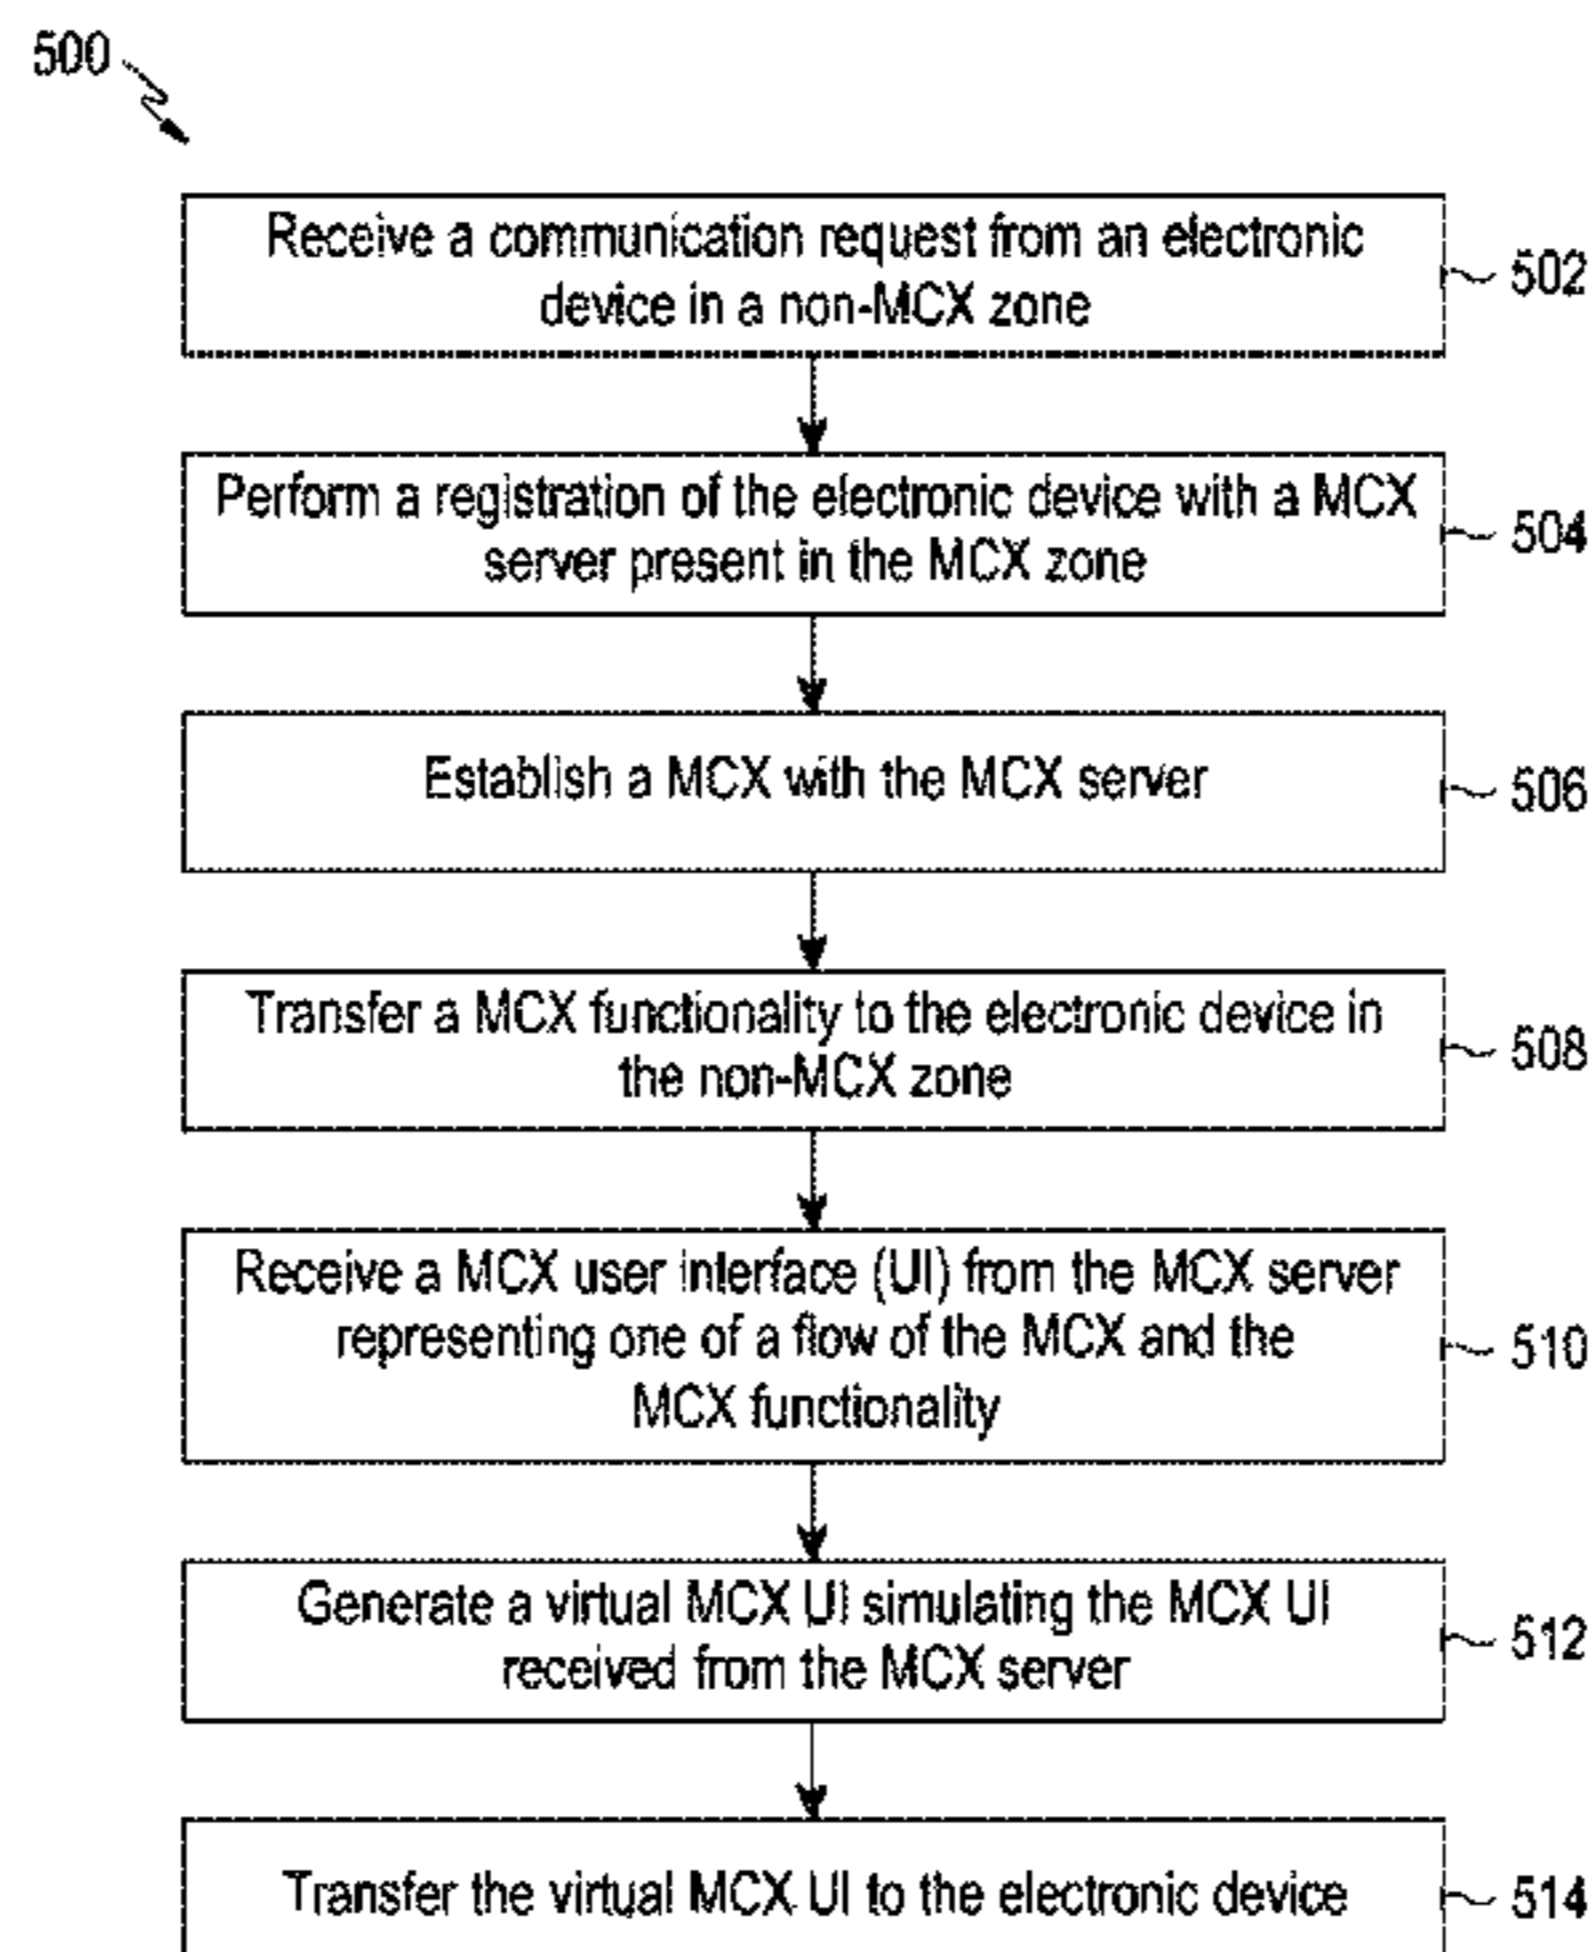 500
Receive a communication request from an electronic
device in a non-MCX zone
502
Perform a registration of the electronic device with a MCX
server present in the MCX zone
504
Establish a MCX with the MCX server
506
Transfer a MCX functionality to the electronic device in
the non-MCX zone
508
Receive a MCX user interface (UI) from the MCX server
representing one of a flow of the MCX and the
MCX functionality
510
Generate a virtual MCX UI simulating the MCX UI
received from the MCX server
512
Transfer the virtual MCX UI to the electronic device
514